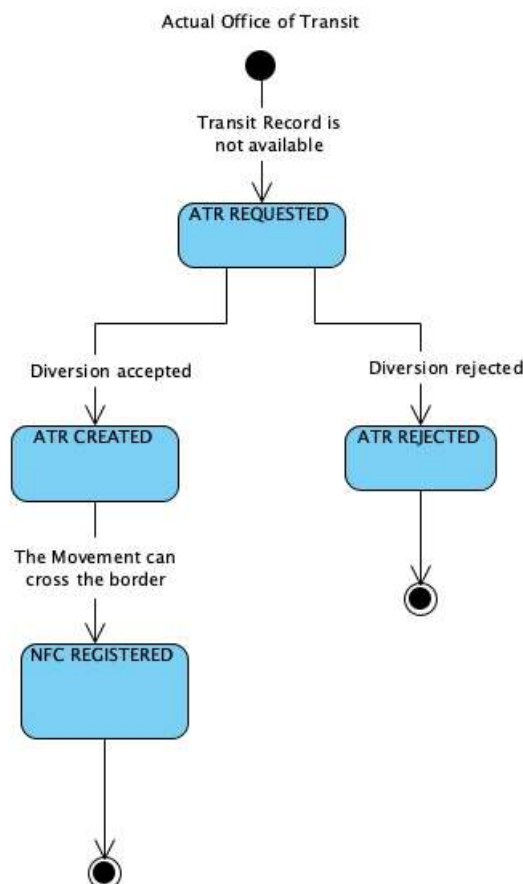 Actual Office of Transit
Transit Record is
not available
ATR REQUESTED
Diversion accepted
Diversion rejected
ATR CREATED
ATR REJECTED
The Movement can
cross the border
NFC REGISTERED